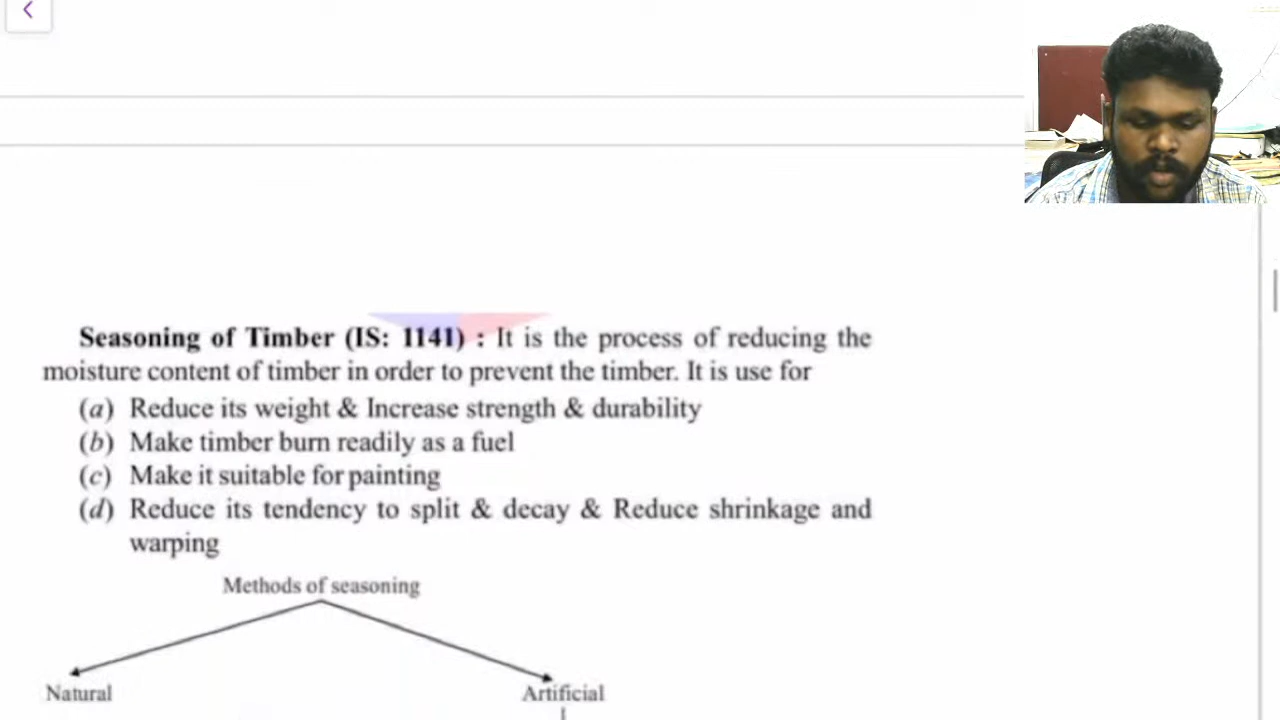 Seasoning of Timber (IS: 1141) : It is the process of reducing the
moisture content of timber in order to prevent the timber. It is use for
(a) Reduce its weight & Increase strength & durability
(b) Make timber burn readily as a fuel
(c) Make it suitable for painting
(d) Reduce its tendency to split & decay & Reduce shrinkage and
warping
Methods of seasoning
Natural
Artificial